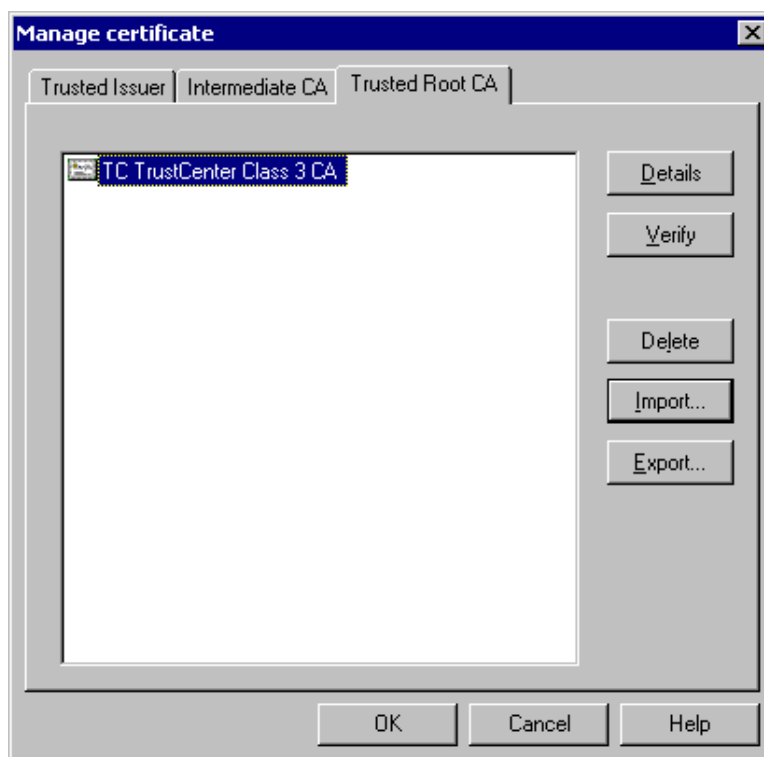 Manage certificate
Trusted Issuer
Intermediate CA
Trusted Root CA
TC TrustCenter Class 3 CA
Details
Verify
Delete
Import...
Export...
OK
Cancel
Help